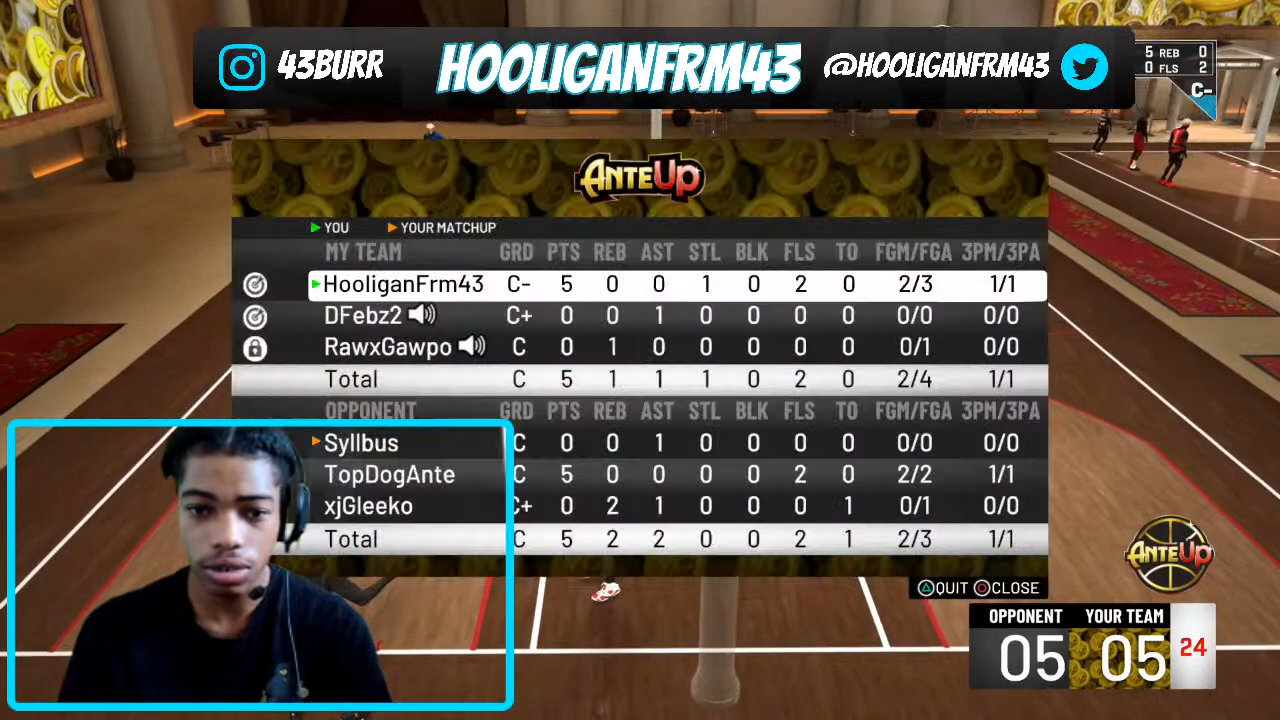 43BURR HOOLIGANFRM43 @HOOLIGANFRM43
5 REB 0
0 FLS 2
C-
ANTEUP
YOU YOUR MATCHUP
MY TEAM GRD PTS REB AST STL BLK FLS TO FGM/FGA 3PM/3PA
HooliganFrm43 C- 5 0 0 1 0 2 0 2/3 1/1
DFebz2 C+ 0 0 1 0 0 0 0 0/0 0/0
RawxGawpo C 0 1 0 0 0 0 0 0/1 0/0
Total C 5 1 1 1 0 2 0 2/4 1/1
OPPONENT GRD PTS REB AST STL BLK FLS TO FGM/FGA 3PM/3PA
Syllbus C 0 0 1 0 0 0 0 0/0 0/0
TopDogAnte C 5 0 0 0 0 2 0 2/2 1/1
xjGleeko C+ 0 2 1 0 0 0 1 0/1 0/0
Total C 5 2 2 0 0 2 1 2/3 1/1
QUIT CLOSE
ANTEUP
OPPONENT YOUR TEAM
05 05 24